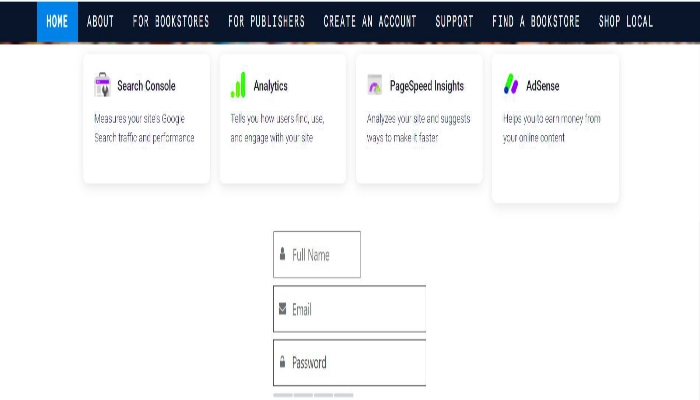 HOME ABOUT FOR BOOKSTORES FOR PUBLISHERS CREATE AN ACCOUNT SUPPORT FIND A BOOKSTORE SHOP LOCAL
Search Console
Measures your site's Google
Search traffic and performance
Analytics
Tells you how users find, use,
and engage with your site
PageSpeed Insights
Analyzes your site and suggests
ways to make it faster
AdSense
Helps you to earn money from
your online content
Full Name
Email
Password